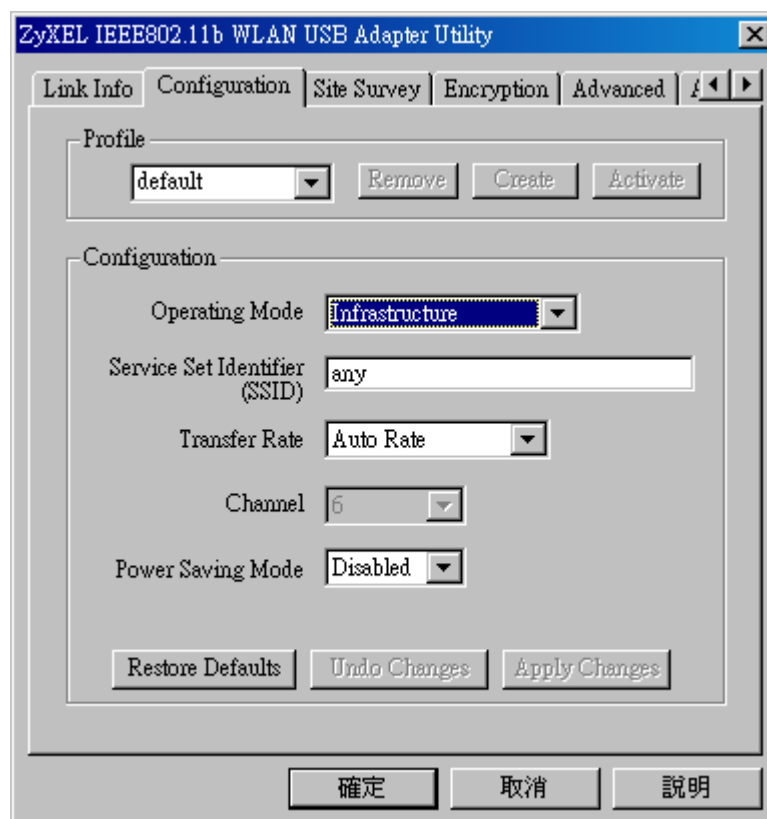 ZyXEL IEEE802.11b WLAN USB Adapter Utility
Link Info Configuration Site Survey Encryption Advanced
Profile
default Remove Create Activate
Configuration
Operating Mode Infrastructure
Service Set Identifier
(SSID) any
Transfer Rate Auto Rate
Channel 6
Power Saving Mode Disabled
Restore Defaults Undo Changes Apply Changes
確定 取消 說明